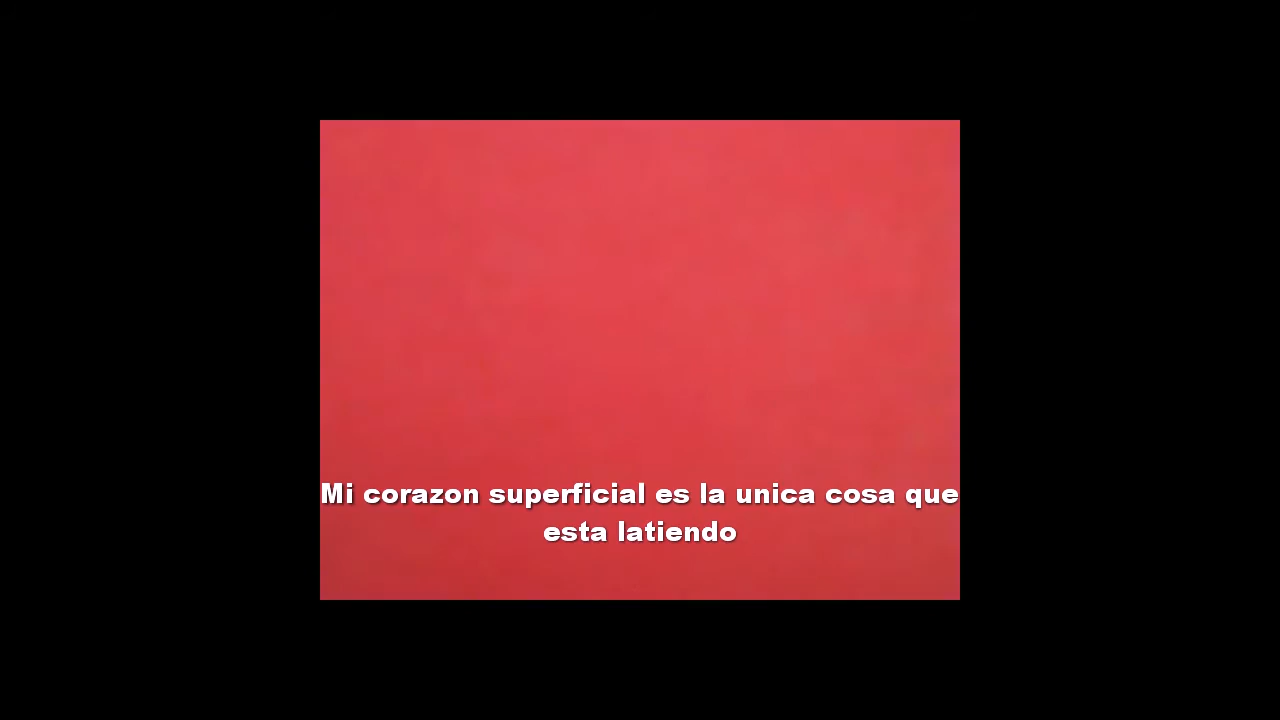 Mi corazon superficial es la unica cosa que
esta latiendo